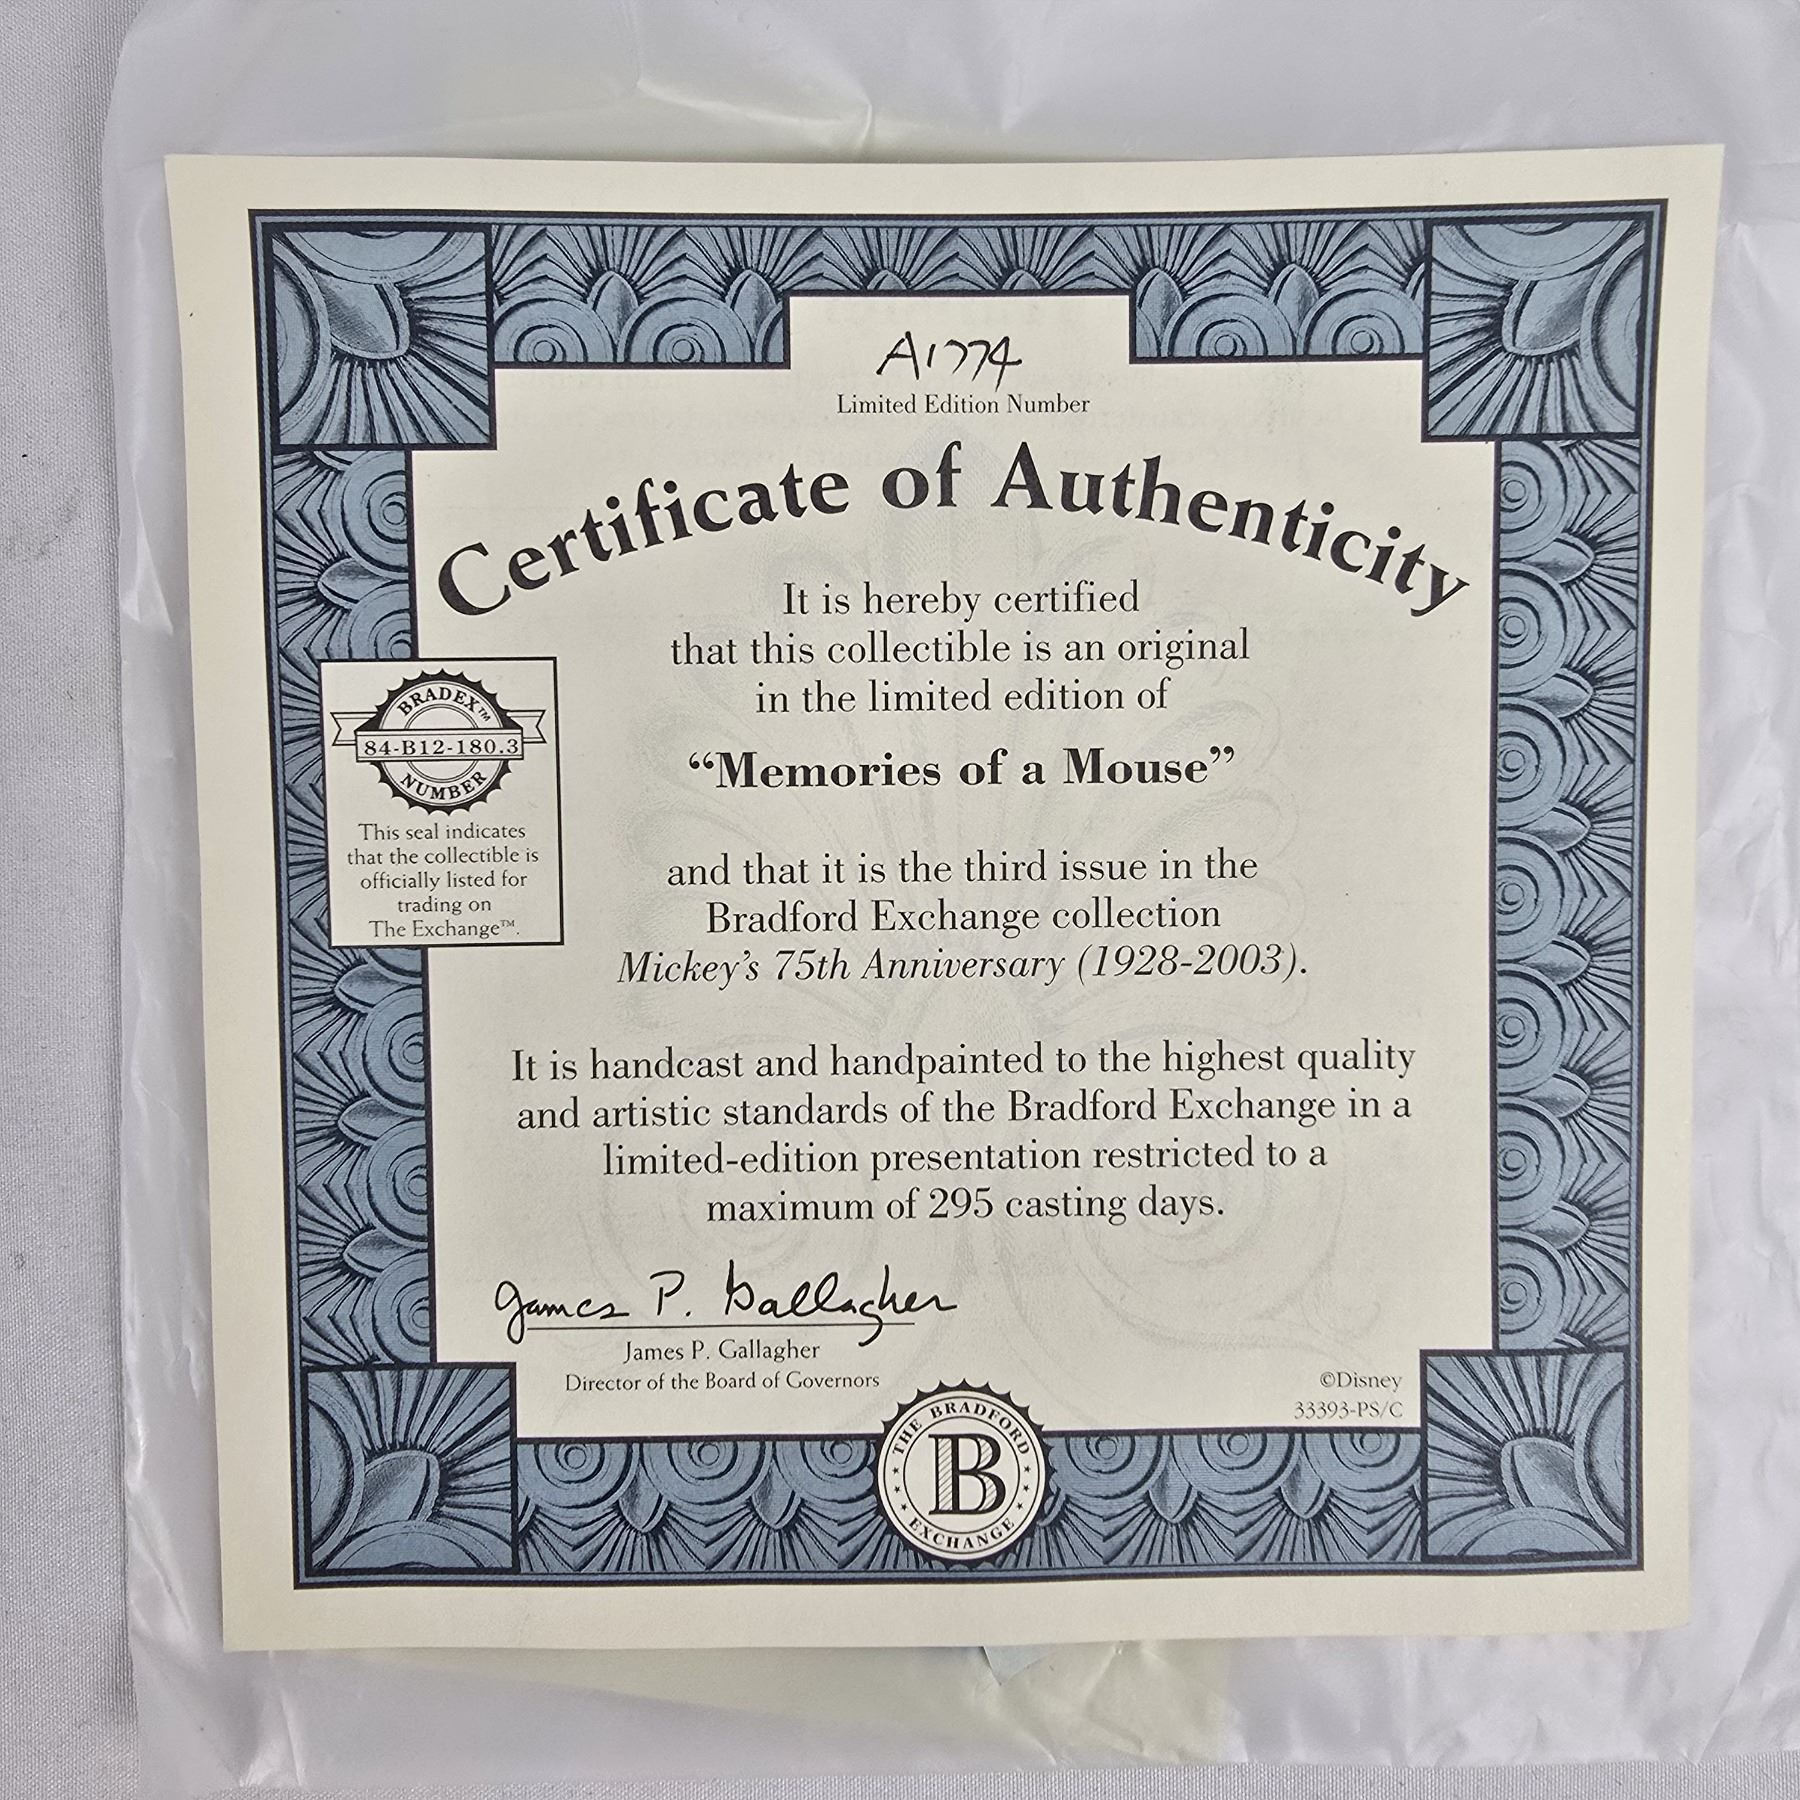 A1774
Limited Edition Number
Certificate of Authenticity
It is hereby certified
that this collectible is an original
in the limited edition of
“Memories of a Mouse”
and that it is the third issue in the
Bradford Exchange collection
Mickey’s 75th Anniversary (1928-2003).
It is handcast and handpainted to the highest quality
and artistic standards of the Bradford Exchange in a
limited-edition presentation restricted to a
maximum of 295 casting days.
BRADEX™
84-B12-180.3
NUMBER
This seal indicates
that the collectible is
officially listed for
trading on
The Exchange™.
James P. Gallagher
James P. Gallagher
Director of the Board of Governors
©Disney
33393-PS/C
THE BRADFORD
B
EXCHANGE